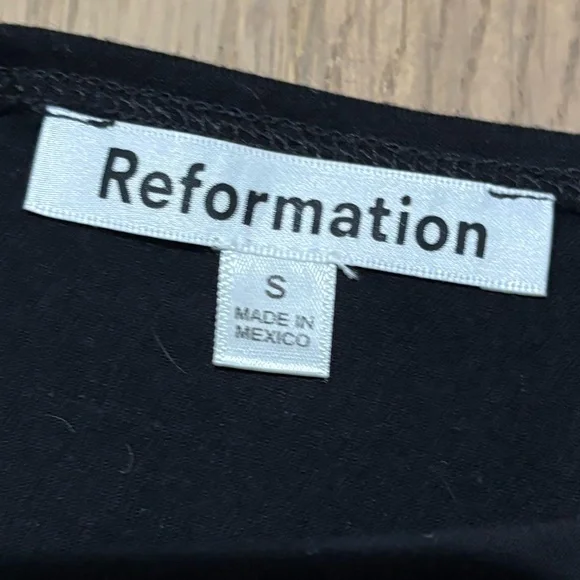 Reformation
S
MADE IN
MEXICO